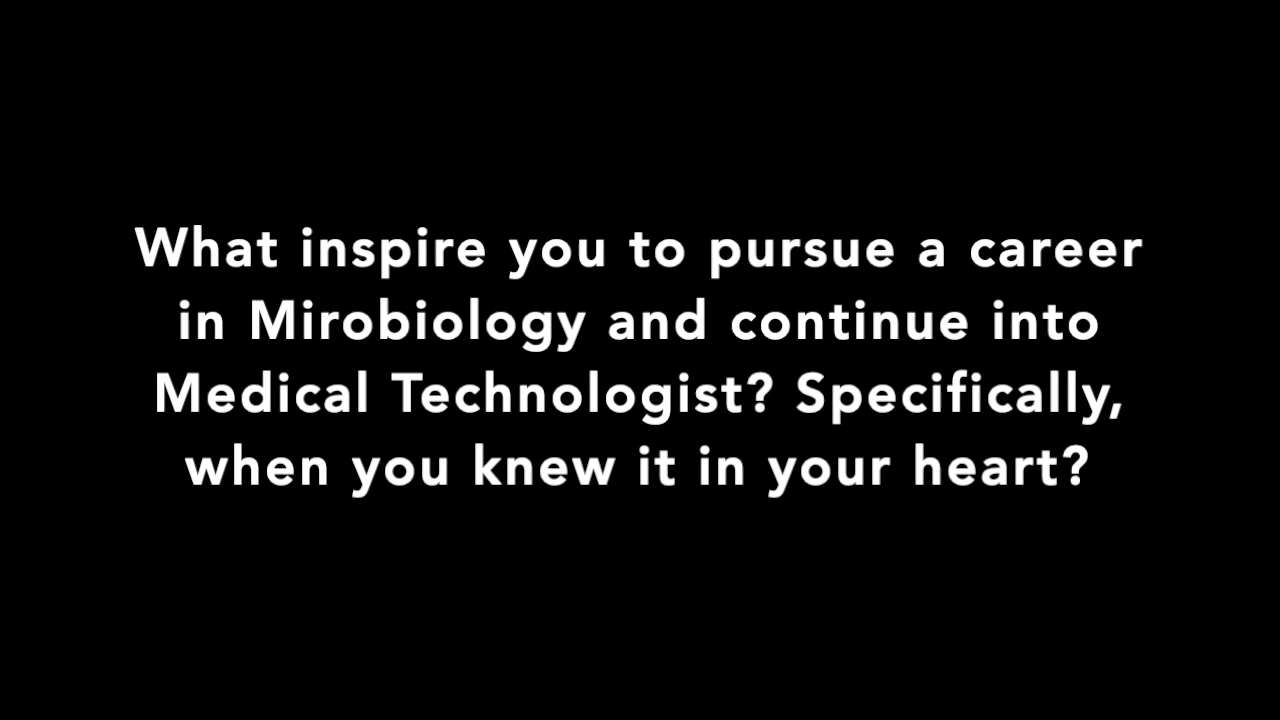 What inspire you to pursue a career
in Mirobiology and continue into
Medical Technologist? Specifically,
when you knew it in your heart?